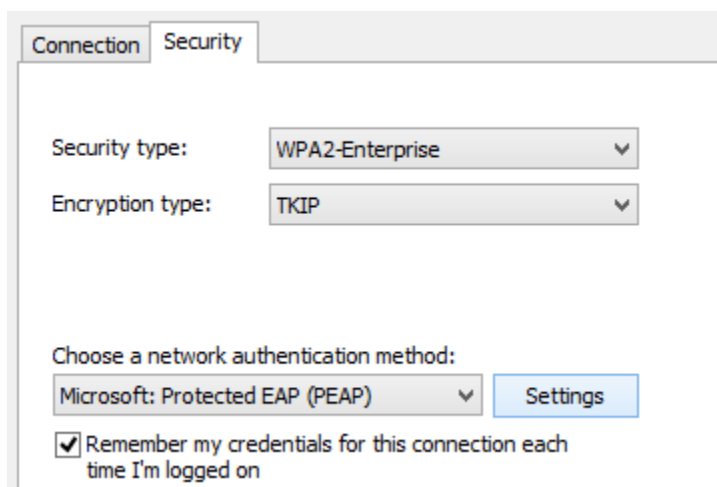 Connection Security
Security type: WPA2-Enterprise
Encryption type: TKIP
Choose a network authentication method:
Microsoft: Protected EAP (PEAP) Settings
Remember my credentials for this connection each
time I'm logged on